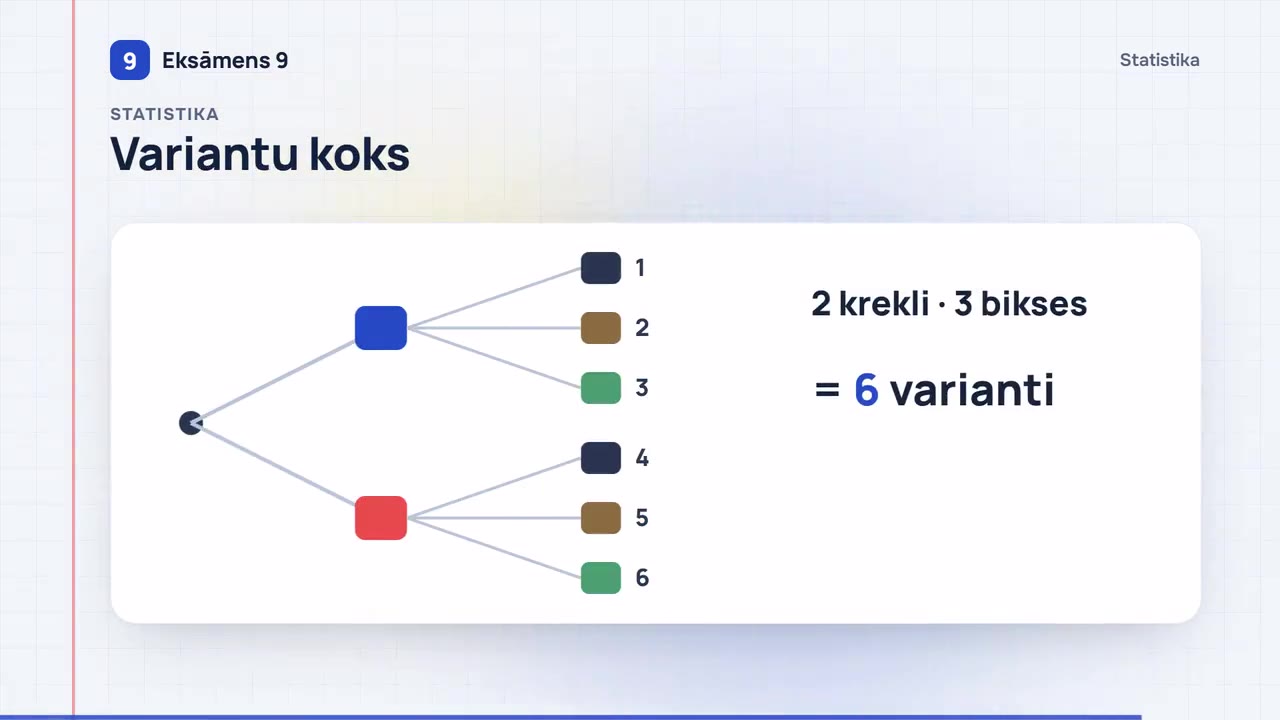 9 Eksāmens 9
Statistika
STATISTIKA
Variantu koks
1
2
3
4
5
6
2 krekli · 3 bikses
= 6 varianti